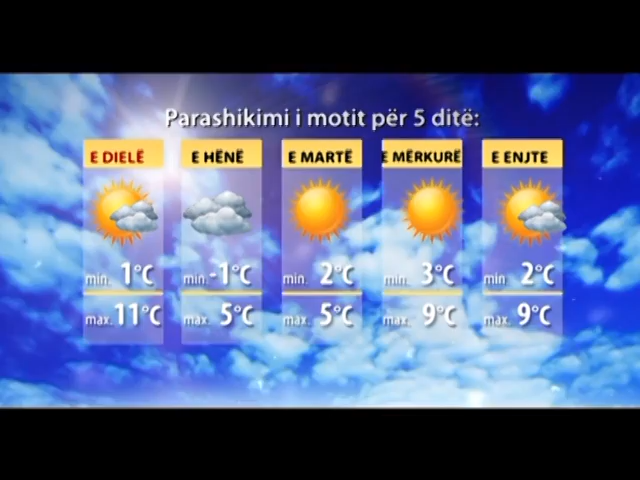 Parashikimi i motit për 5 ditë:
E DIELË E HËNË E MARTË E MËRKURË E ENJTE
min. 1°C min. -1°C min. 2°C min. 3°C min 2°C
max. 11°C max. 5°C max. 5°C max. 9°C max. 9°C